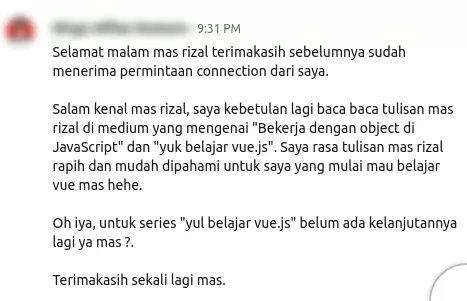 9:31 PM
Selamat malam mas rizal terimakasih sebelumnya sudah
menerima permintaan connection dari saya.
Salam kenal mas rizal, saya kebetulan lagi baca baca tulisan mas
rizal di medium yang mengenai "Bekerja dengan object di
JavaScript" dan "yuk belajar vue.js". Saya rasa tulisan mas rizal
rapih dan mudah dipahami untuk saya yang mulai mau belajar
vue mas hehe.
Oh iya, untuk series "yul belajar vue.js" belum ada kelanjutannya
lagi ya mas ?.
Terimakasih sekali lagi mas.